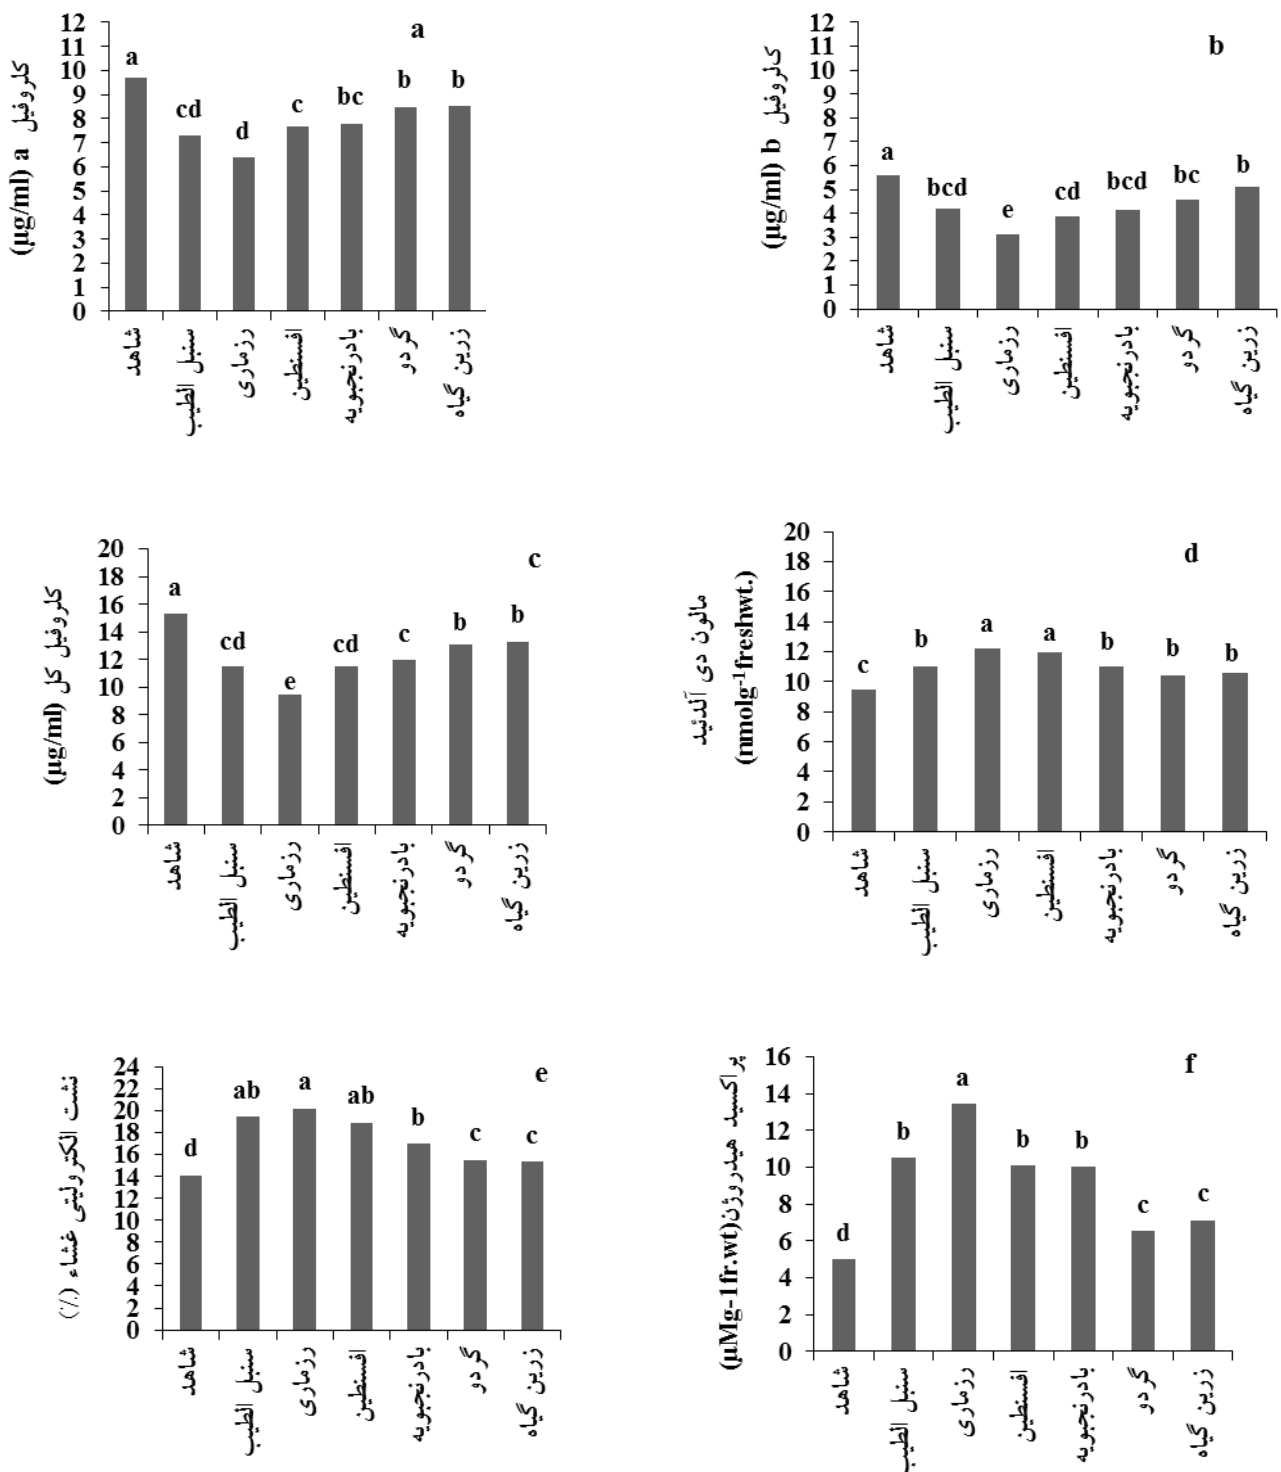 a
کلروفیل a (µg/ml)
12
11
10
9
8
7
6
5
4
3
2
1
0
a cd d c bc b b
شاهد
سنبل الطیب
رزماری
افسنطین
بادرنجبویه
گردو
زرین گیاه
b
کلروفیل b (µg/ml)
12
11
10
9
8
7
6
5
4
3
2
1
0
a bcd e cd bcd bc b
شاهد
سنبل الطیب
رزماری
افسنطین
بادرنجبویه
گردو
زرین گیاه
c
کلروفیل کل (µg/ml)
20
18
16
14
12
10
8
6
4
2
0
a cd e cd c b b
شاهد
سنبل الطیب
رزماری
افسنطین
بادرنجبویه
گردو
زرین گیاه
d
مالون دی آلدئید
(nmolg⁻¹freshwt.)
20
18
16
14
12
10
8
6
4
2
0
c b a a b b b
شاهد
سنبل الطیب
رزماری
افسنطین
بادرنجبویه
گردو
زرین گیاه
e
نشت الکترولیتی غشاء (٪)
24
22
20
18
16
14
12
10
8
6
4
2
0
d ab a ab b c c
شاهد
سنبل الطیب
رزماری
افسنطین
بادرنجبویه
گردو
زرین گیاه
f
پراکسید هیدروژن(µMg-1fr.wt)
16
14
12
10
8
6
4
2
0
d b a b b c c
شاهد
سنبل الطیب
رزماری
افسنطین
بادرنجبویه
گردو
زرین گیاه